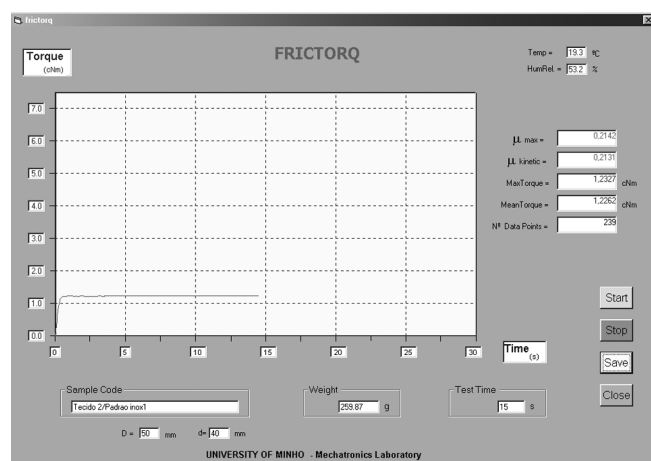 frictorq
Torque
(cNm)
FRICTORQ
Temp = 19.3 ºC
HumRel. = 53.2 %
7.0
6.0
5.0
4.0
3.0
2.0
1.0
0.0
0 5 10 15 20 25 30
Time
(s)
µ max = 0,2142
µ kinetic = 0,2131
MaxTorque = 1,2327 cNm
MeanTorque = 1,2262 cNm
Nº Data Points = 239
Start
Stop
Save
Close
Sample Code
Tecido 2/Padrao inox1
Weight
259.87 g
Test Time
15 s
D = 50 mm d= 40 mm
UNIVERSITY OF MINHO - Mechatronics Laboratory